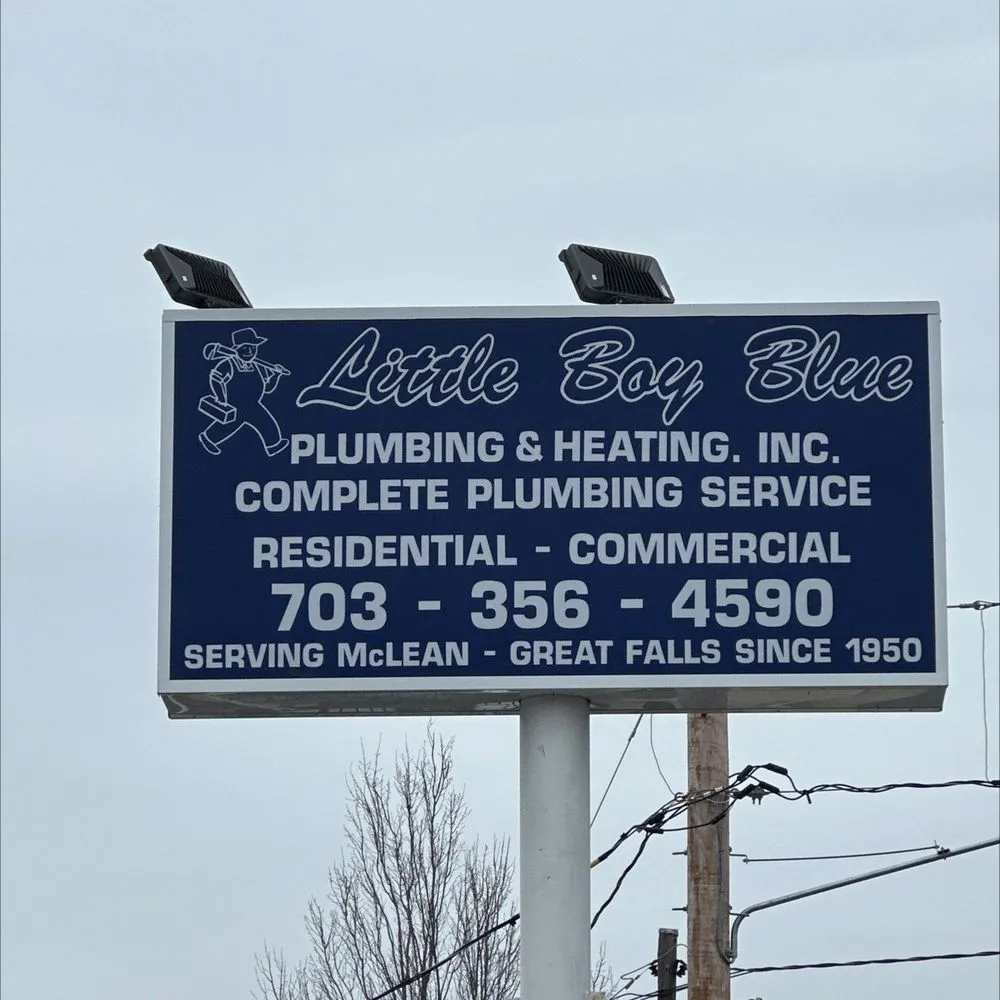 Little Boy Blue
PLUMBING & HEATING. INC.
COMPLETE PLUMBING SERVICE
RESIDENTIAL - COMMERCIAL
703 - 356 - 4590
SERVING McLEAN - GREAT FALLS SINCE 1950